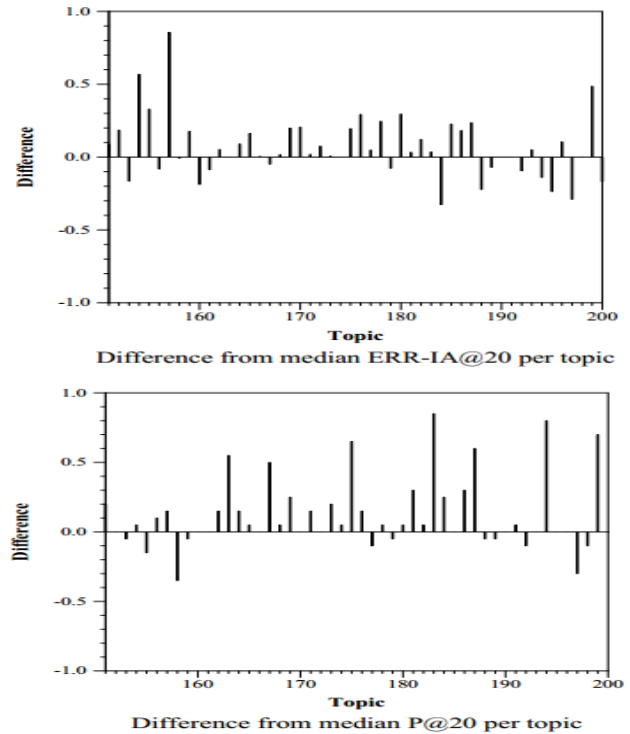 1.0
0.5
0.0
-0.5
-1.0
Difference
160 170 180 190 200
Topic
Difference from median ERR-IA@20 per topic
1.0
0.5
0.0
-0.5
-1.0
Difference
160 170 180 190 200
Topic
Difference from median P@20 per topic